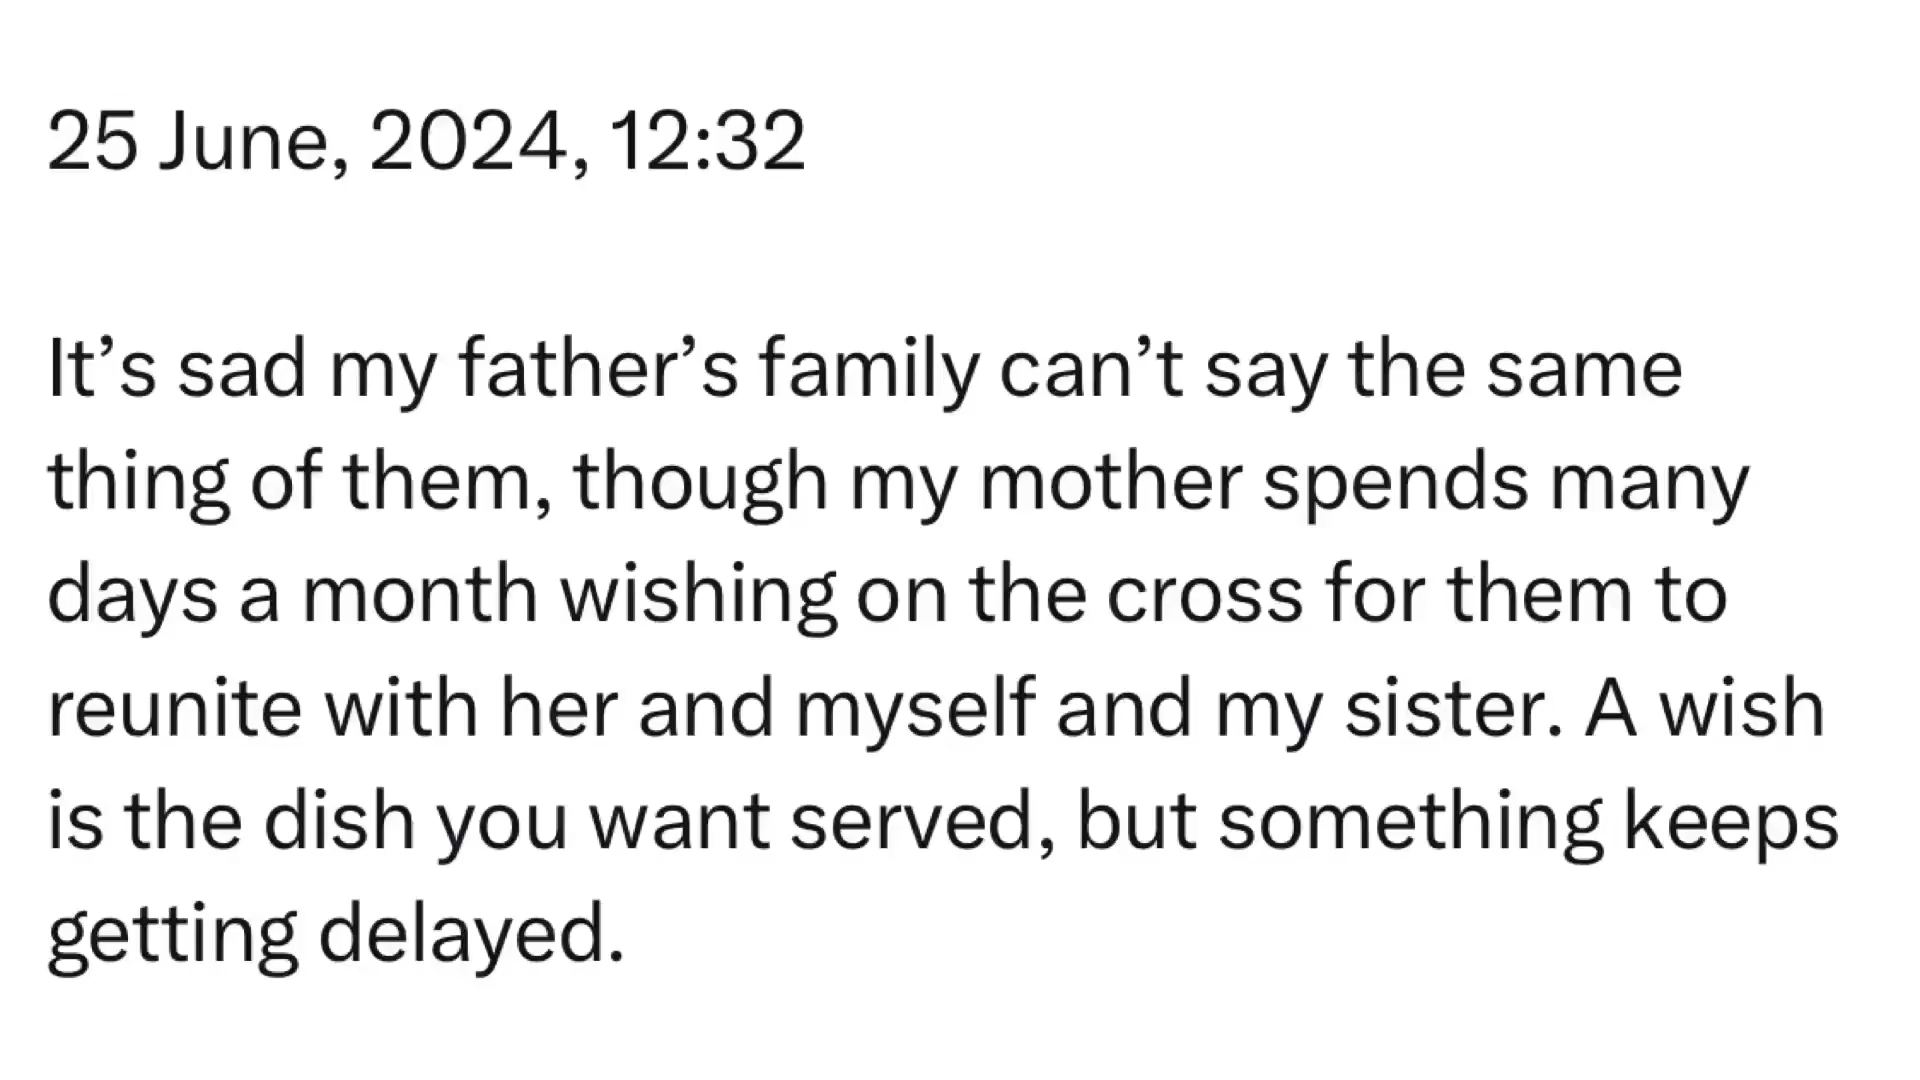 25 June, 2024, 12:32
It’s sad my father’s family can’t say the same
thing of them, though my mother spends many
days a month wishing on the cross for them to
reunite with her and myself and my sister. A wish
is the dish you want served, but something keeps
getting delayed.